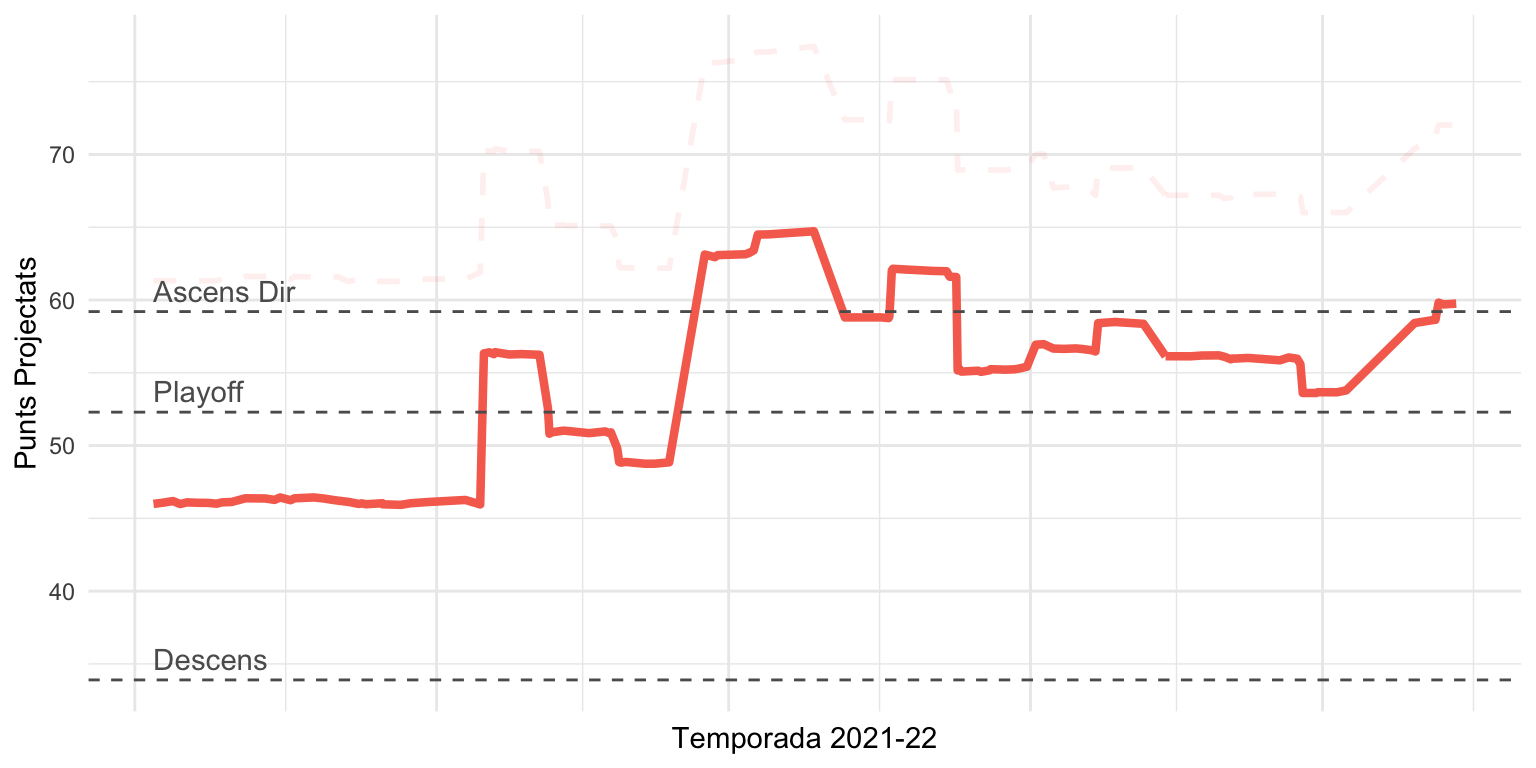 Punts Projectats
70
60
50
40
Ascens Dir
Playoff
Descens
Temporada 2021-22